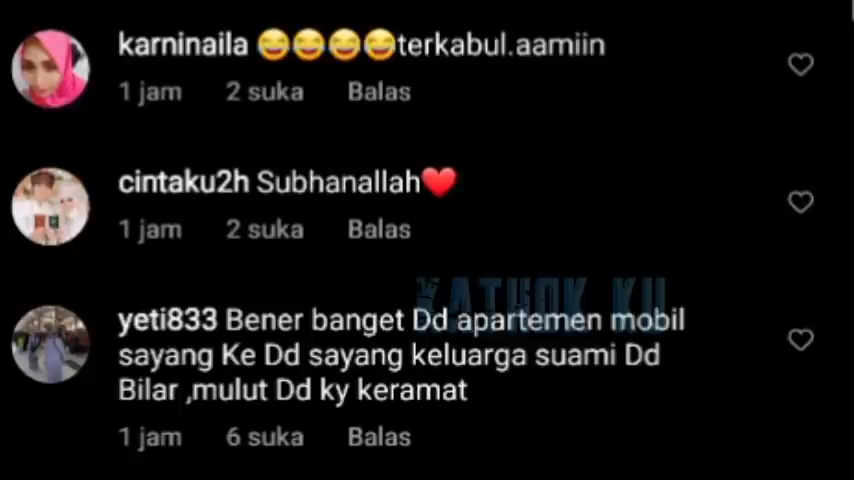 karninaila 😂😂😂😂terkabul.aamiin
1 jam 2 suka Balas
cintaku2h Subhanallah❤️
1 jam 2 suka Balas
KATHOK KU
yeti833 Bener banget Dd apartemen mobil
sayang Ke Dd sayang keluarga suami Dd
Bilar ,mulut Dd ky keramat
1 jam 6 suka Balas